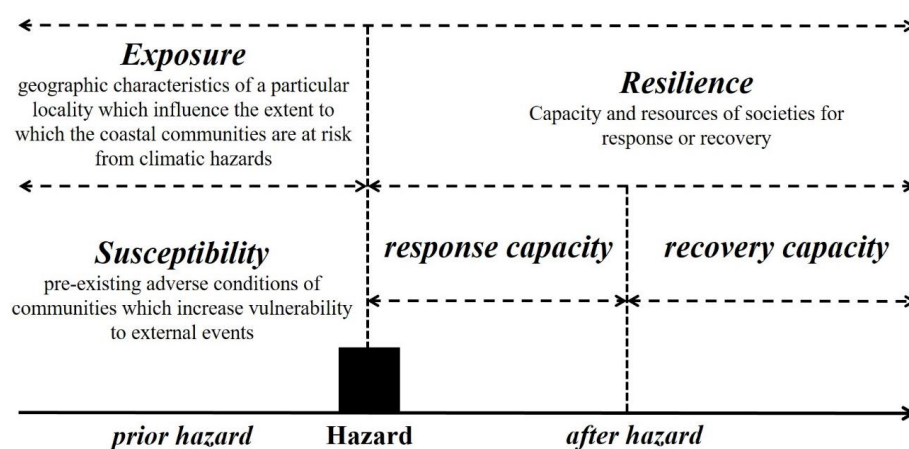 Exposure
geographic characteristics of a particular
locality which influence the extent to
which the coastal communities are at risk
from climatic hazards
Resilience
Capacity and resources of societies for
response or recovery
Susceptibility
pre-existing adverse conditions of
communities which increase vulnerability
to external events
response capacity
recovery capacity
prior hazard
Hazard
after hazard